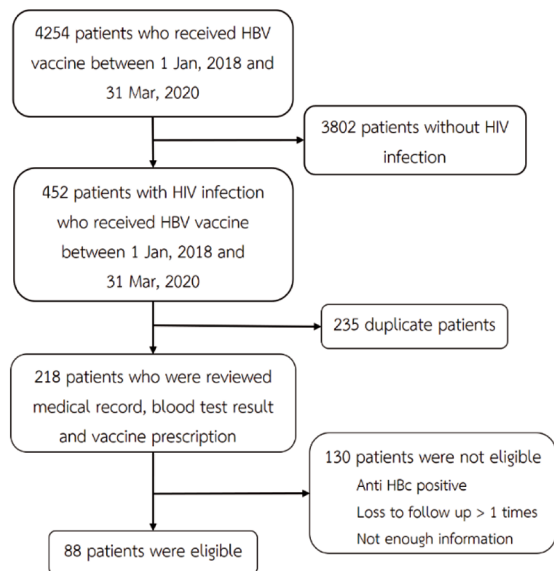 4254 patients who received HBV
vaccine between 1 Jan, 2018 and
31 Mar, 2020
3802 patients without HIV
infection
452 patients with HIV infection
who received HBV vaccine
between 1 Jan, 2018 and
31 Mar, 2020
235 duplicate patients
218 patients who were reviewed
medical record, blood test result
and vaccine prescription
130 patients were not eligible
Anti HBc positive
Loss to follow up > 1 times
Not enough information
88 patients were eligible